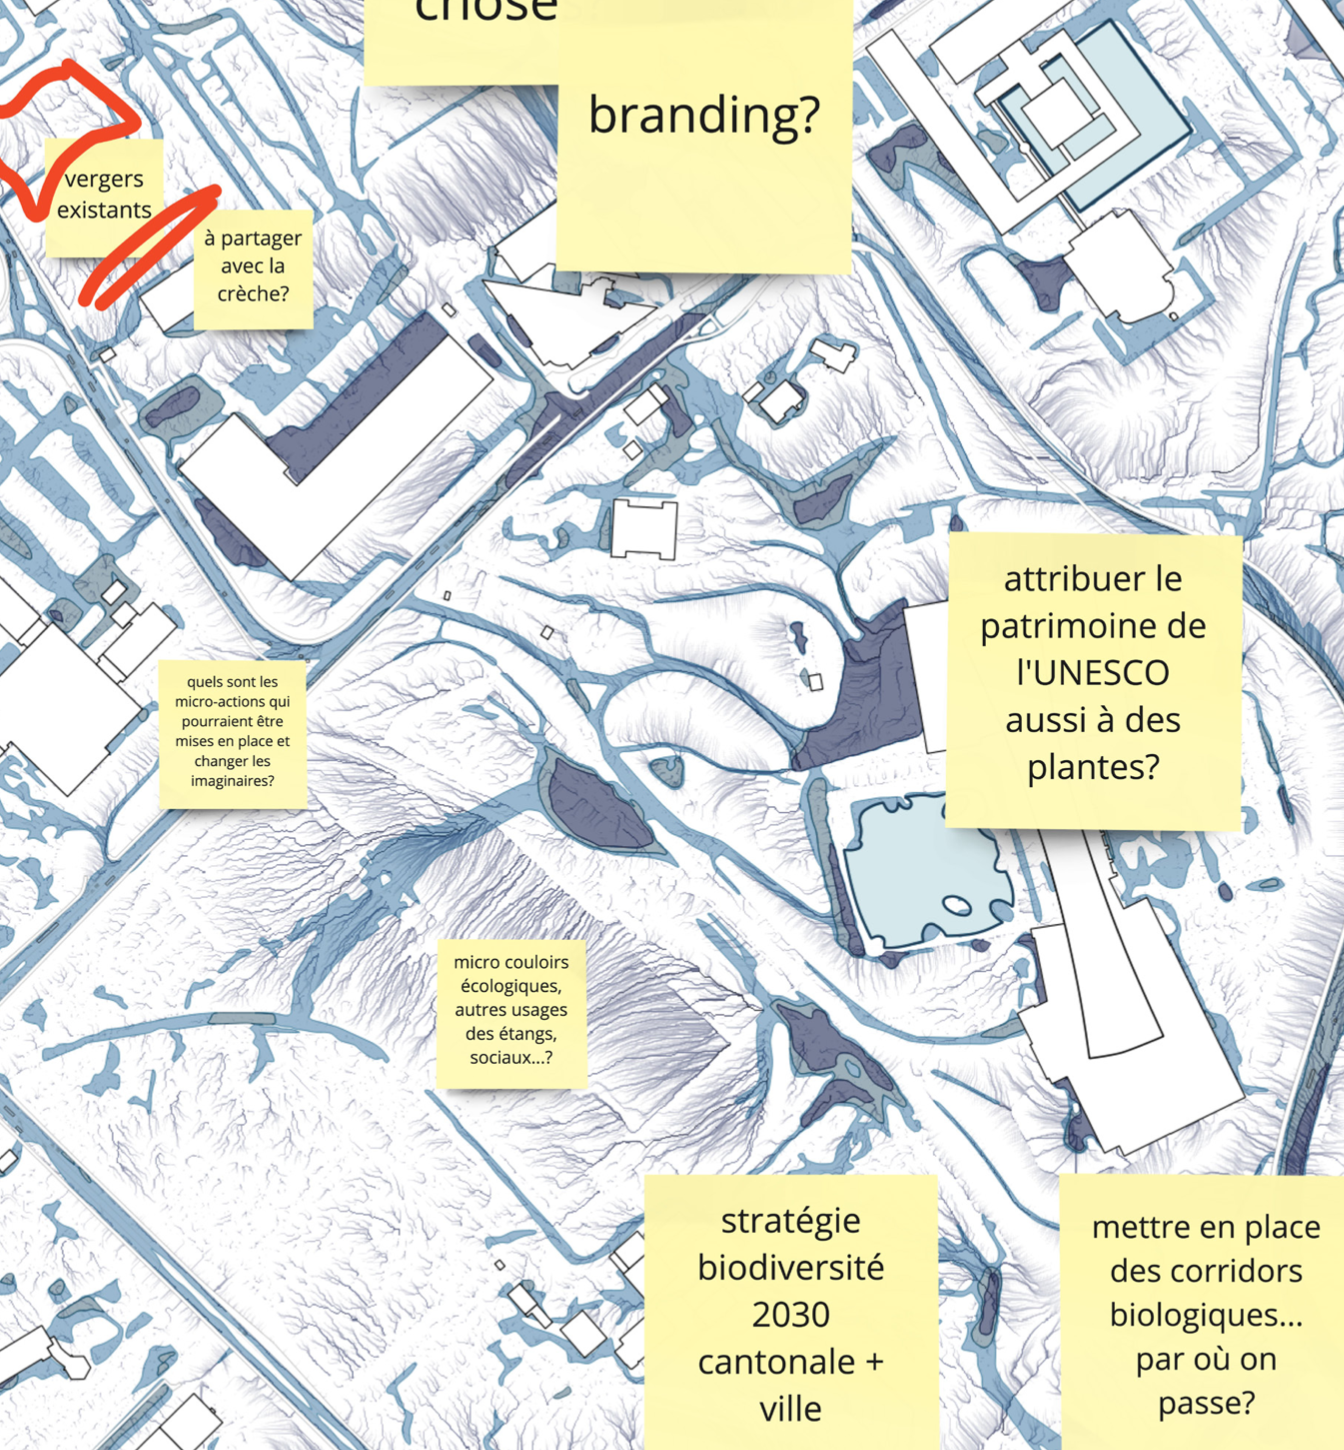 chose
branding?
vergers
existants
à partager
avec la
crèche?
attribuer le
patrimoine de
l'UNESCO
aussi à des
plantes?
quels sont les
micro-actions qui
pourraient être
mises en place et
changer les
imaginaires?
micro couloirs
écologiques,
autres usages
des étangs,
sociaux...?
stratégie
biodiversité
2030
cantonale +
ville
mettre en place
des corridors
biologiques...
par où on
passe?